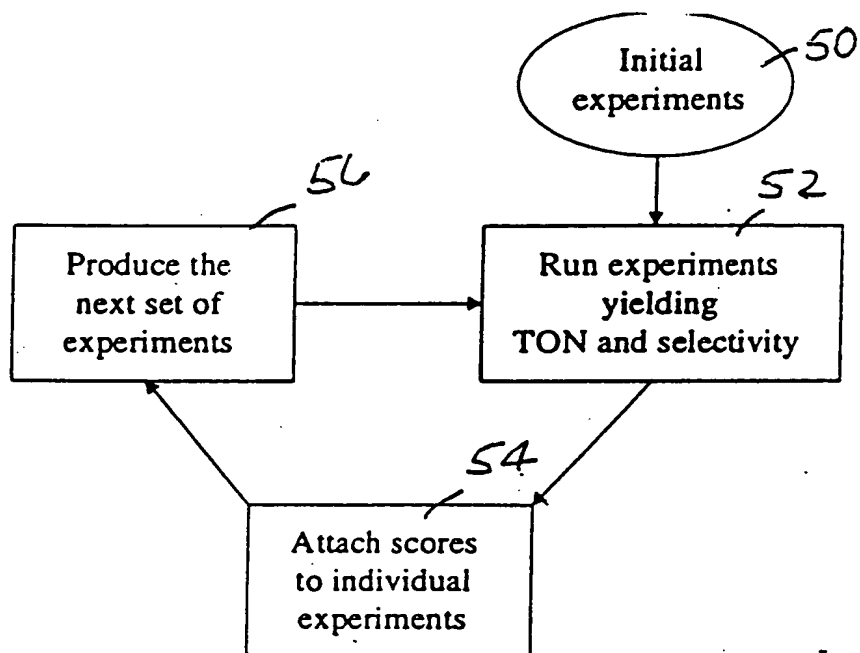 Initial
experiments
50
56
52
Produce the
next set of
experiments
Run experiments
yielding
TON and selectivity
54
Attach scores
to individual
experiments